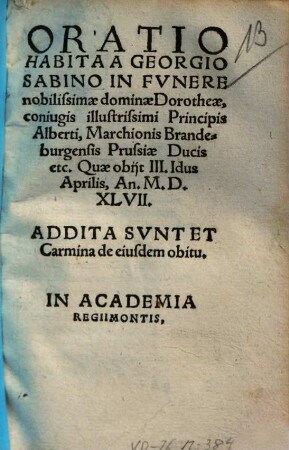 ORATIO
HABITA A GEORGIO
SABINO IN FVNERE
nobilissimæ dominæ Dorotheæ,
coniugis illustrissimi Principis
Alberti, Marchionis Brande-
burgensis Prussiæ Ducis
etc. Quæ obijt III. Idus
Aprilis, An. M. D.
XLVII.
ADDITA SVNT ET
Carmina de eiusdem obitu.
IN ACADEMIA
REGIIMONTIS,